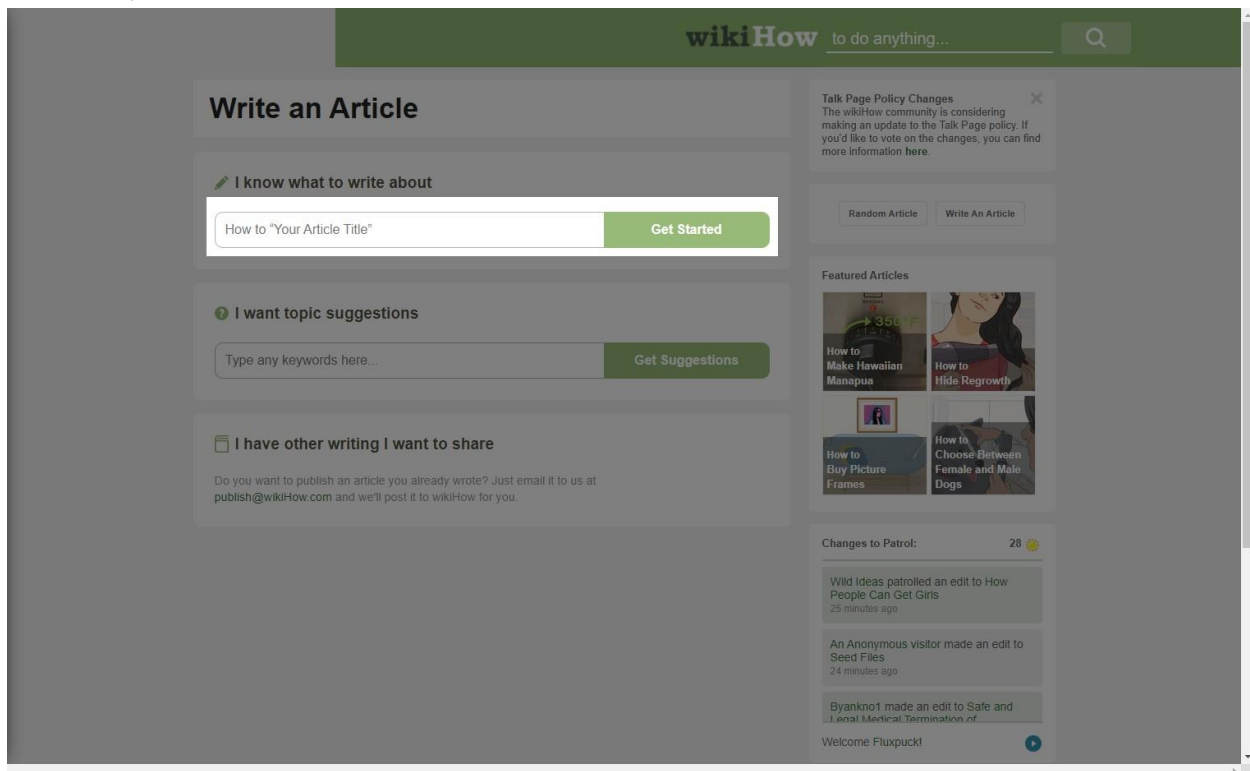 wikiHow to do anything...
Write an Article
I know what to write about
How to "Your Article Title"
Get Started
I want topic suggestions
Type any keywords here...
Get Suggestions
I have other writing I want to share
Do you want to publish an article you already wrote? Just email it to us at
publish@wikiHow.com and we'll post it to wikiHow for you.
Talk Page Policy Changes
The wikiHow community is considering
making an update to the Talk Page policy. If
you'd like to vote on the changes, you can find
more information here.
Random Article
Write An Article
Featured Articles
350°F
How to
Make Hawaiian
Manapua
How to
Hide Regrowth
How to
Buy Picture
Frames
How to
Choose Between
Female and Male
Dogs
Changes to Patrol:
28
Wild Ideas patrolled an edit to How
People Can Get Girls
25 minutes ago
An Anonymous visitor made an edit to
Seed Files
24 minutes ago
Byankno1 made an edit to Safe and
Legal Medical Termination of
Welcome Fluxpuck!